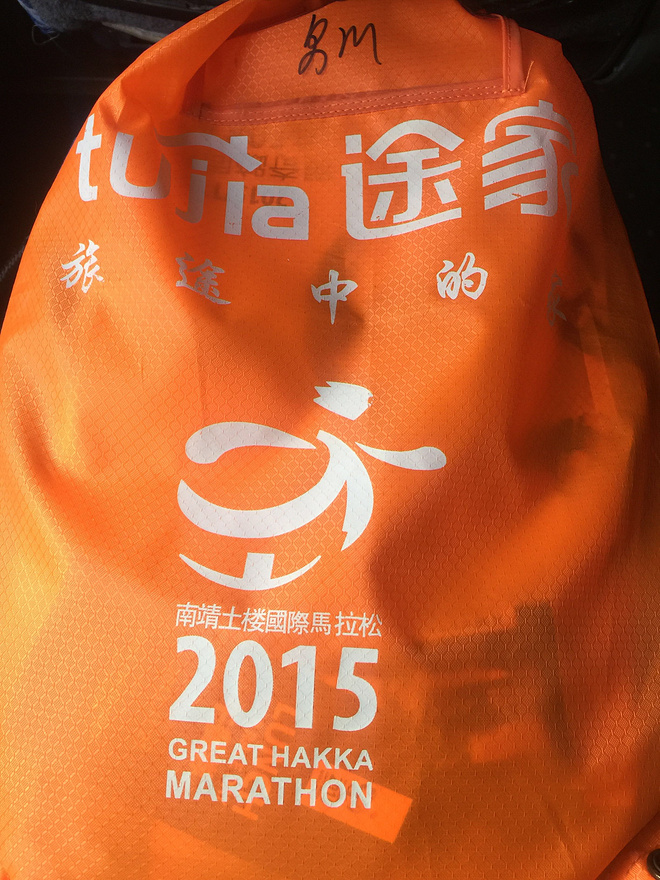 tujia 途家
旅途中的
南靖土楼國際馬拉松
2015
GREAT HAKKA
MARATHON